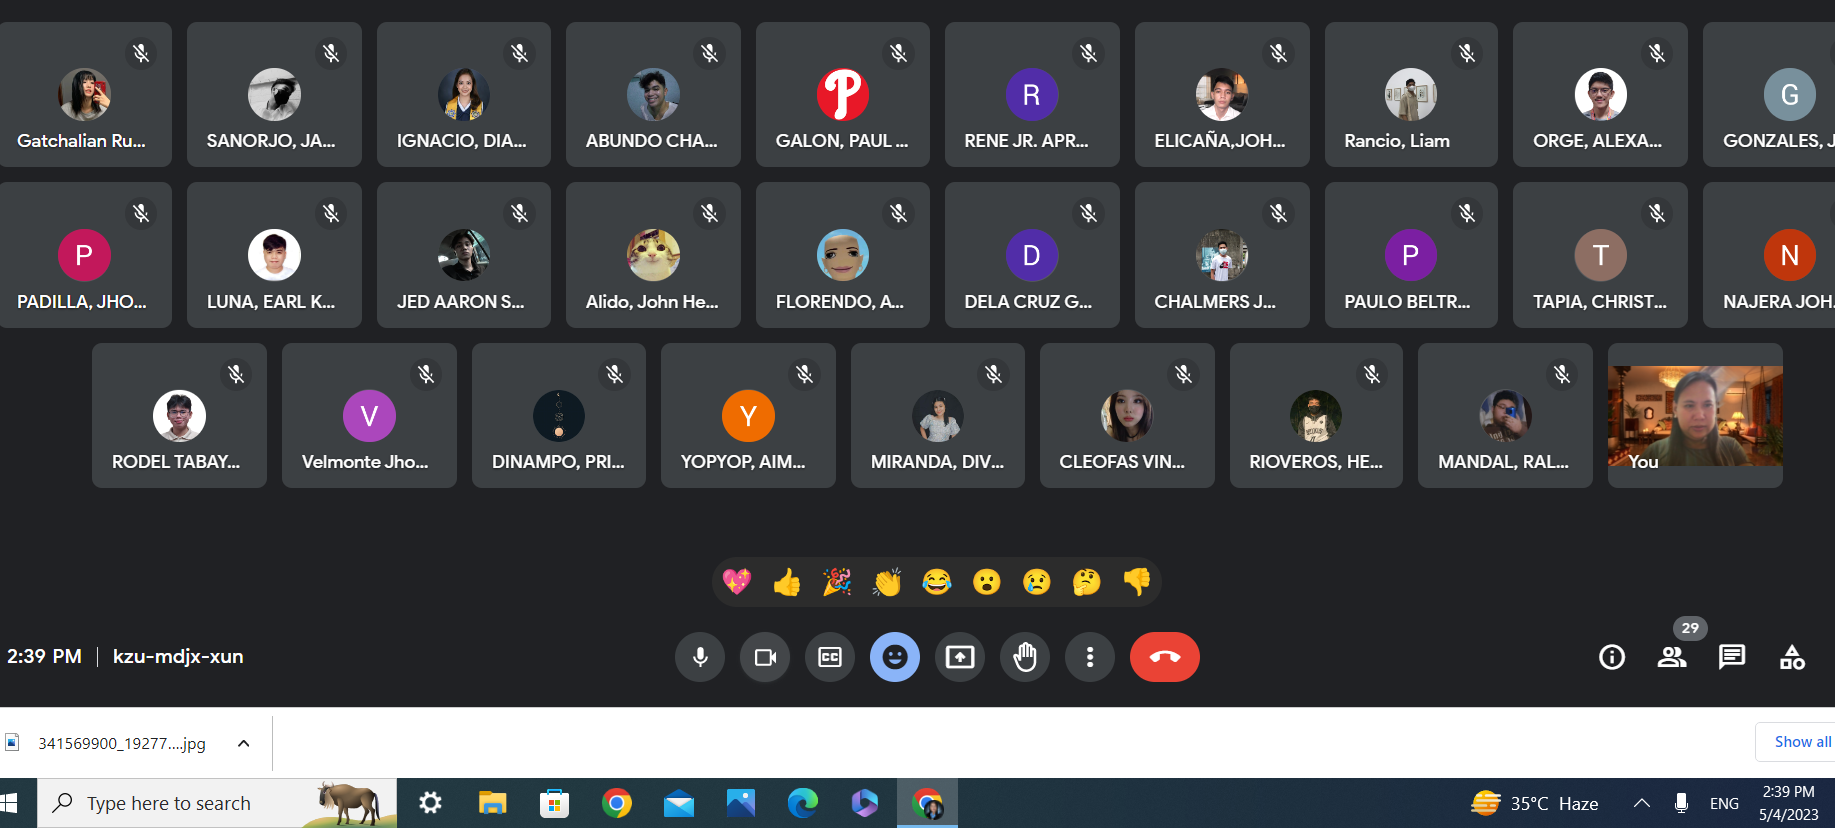 Gatchalian Ru...
SANORJO, JA...
IGNACIO, DIA...
ABUNDO CHA...
P
GALON, PAUL ...
R
RENE JR. APR...
ELICAÑA,JOH...
Rancio, Liam
ORGE, ALEXA...
G
GONZALES, J
P
PADILLA, JHO...
LUNA, EARL K...
JED AARON S...
Alido, John He...
FLORENDO, A...
D
DELA CRUZ G...
CHALMERS J...
P
PAULO BELTR...
T
TAPIA, CHRIST...
N
NAJERA JOH.
RODEL TABAY...
V
Velmonte Jho...
DINAMPO, PRI...
Y
YOPYOP, AIM...
MIRANDA, DIV...
CLEOFAS VIN...
RIOVEROS, HE...
MANDAL, RAL...
You
2:39 PM | kzu-mdjx-xun
CC
29
341569900_19277....jpg
Show all
Type here to search
35°C Haze
ENG
2:39 PM
5/4/2023